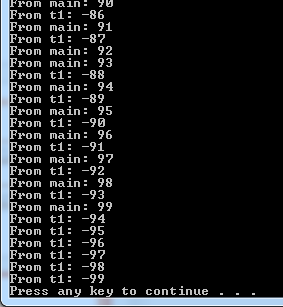 From main: 90
From t1: -86
From main: 91
From t1: -87
From main: 92
From main: 93
From t1: -88
From main: 94
From t1: -89
From main: 95
From t1: -90
From main: 96
From t1: -91
From main: 97
From t1: -92
From main: 98
From t1: -93
From main: 99
From t1: -94
From t1: -95
From t1: -96
From t1: -97
From t1: -98
From t1: -99
Press any key to continue . . .